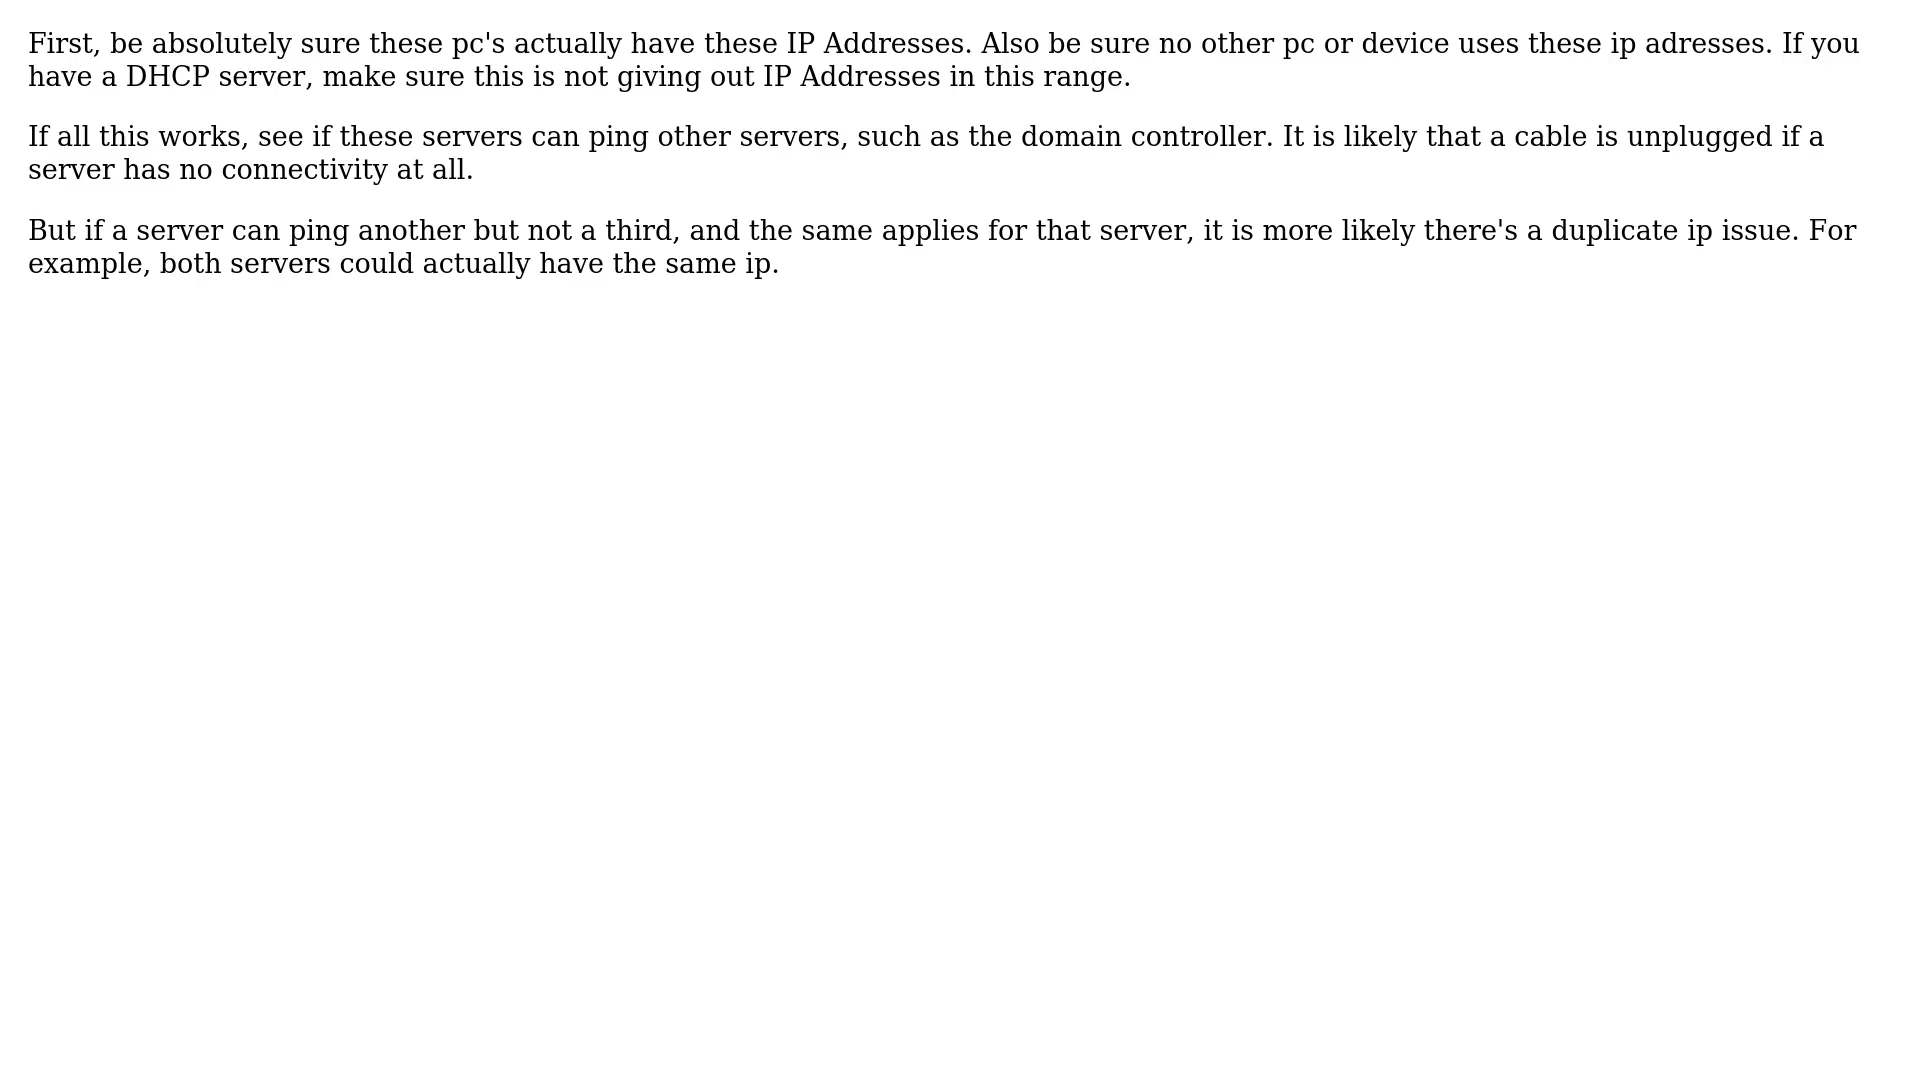 First, be absolutely sure these pc's actually have these IP Addresses. Also be sure no other pc or device uses these ip adresses. If you
have a DHCP server, make sure this is not giving out IP Addresses in this range.
If all this works, see if these servers can ping other servers, such as the domain controller. It is likely that a cable is unplugged if a
server has no connectivity at all.
But if a server can ping another but not a third, and the same applies for that server, it is more likely there's a duplicate ip issue. For
example, both servers could actually have the same ip.